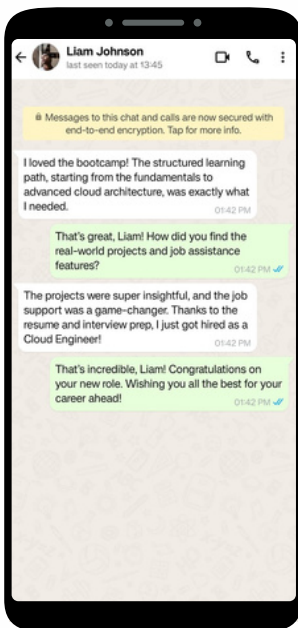 Liam Johnson
last seen today at 13:45
Messages to this chat and calls are now secured with
end-to-end encryption. Tap for more info.
I loved the bootcamp! The structured learning
path, starting from the fundamentals to
advanced cloud architecture, was exactly what
I needed.
01:42 PM
That's great, Liam! How did you find the
real-world projects and job assistance
features?
01:42 PM
The projects were super insightful, and the job
support was a game-changer. Thanks to the
resume and interview prep, I just got hired as a
Cloud Engineer!
01:42 PM
That's incredible, Liam! Congratulations on
your new role. Wishing you all the best for your
career ahead!
01:42 PM